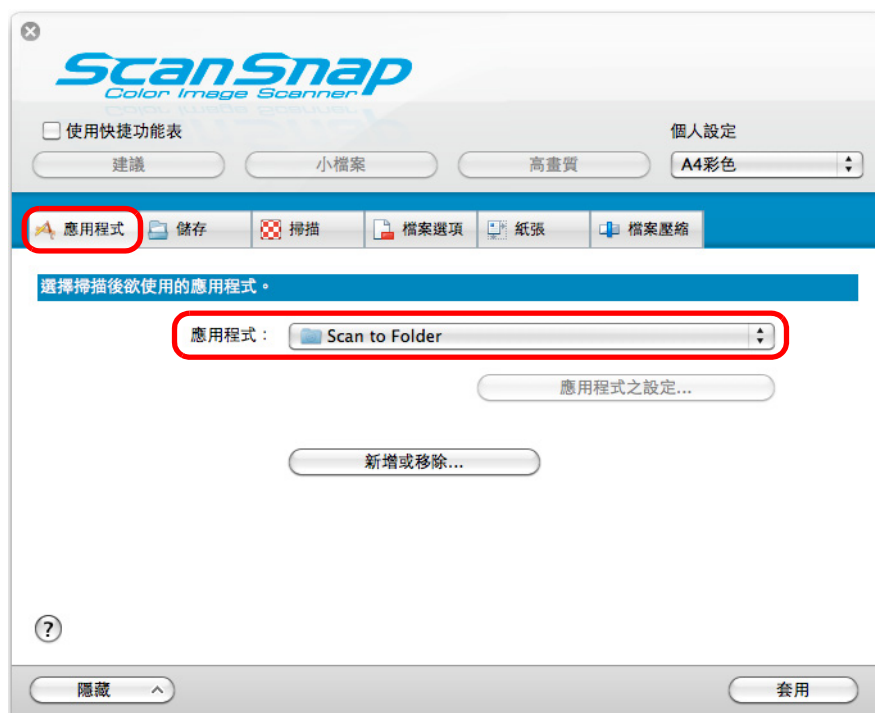 ScanSnap
Color Image Scanner
使用快捷功能表
個人設定
建議 小檔案 高畫質 A4彩色
應用程式 儲存 掃描 檔案選項 紙張 檔案壓縮
選擇掃描後欲使用的應用程式。
應用程式： Scan to Folder
應用程式之設定...
新增或移除...
?
隱藏 套用